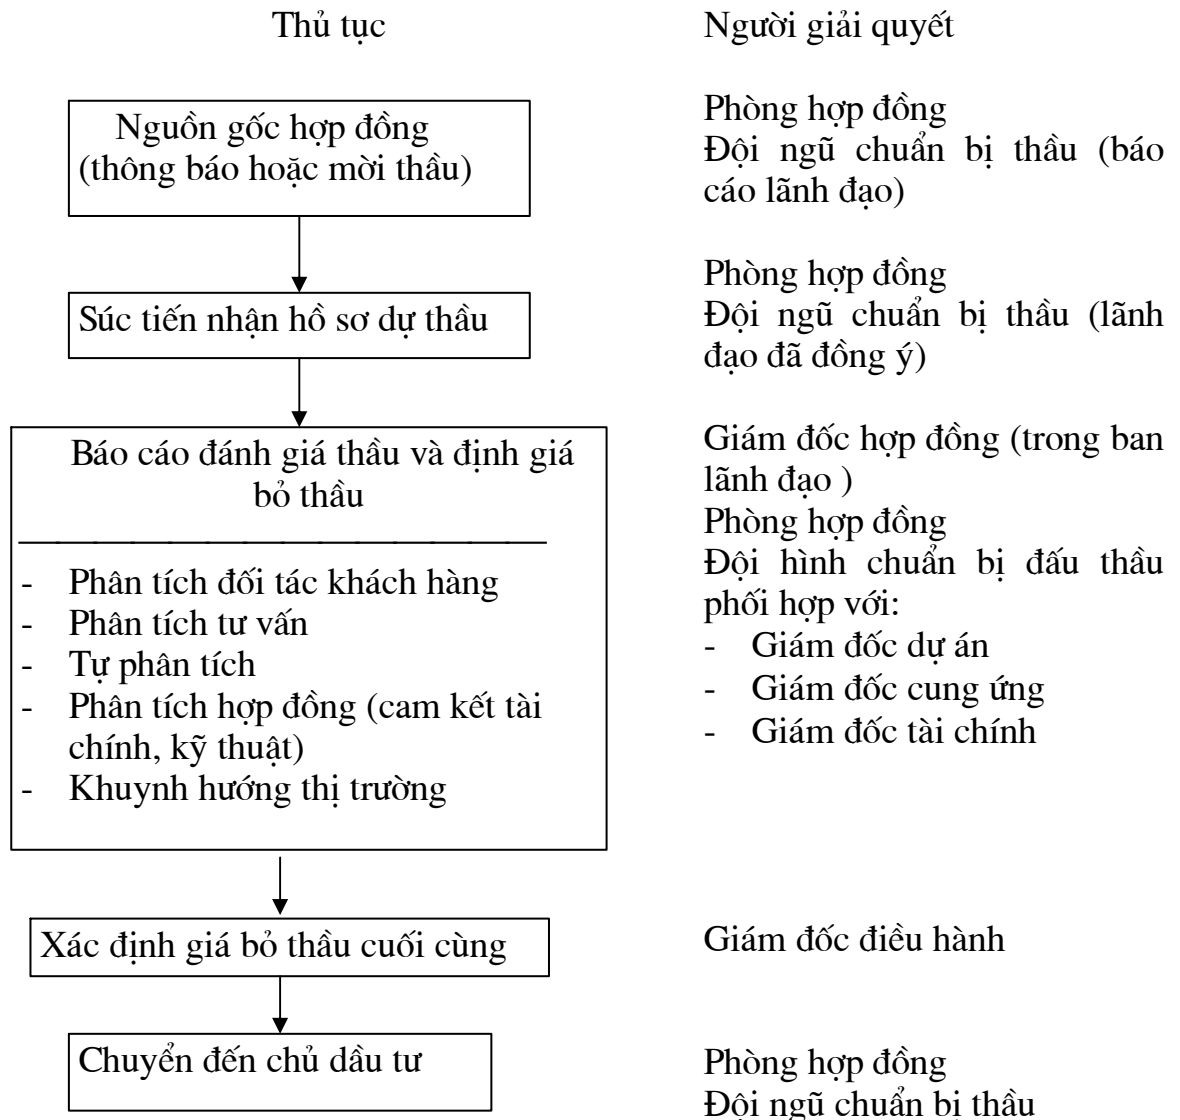 Thủ tục
Người giải quyết
Nguồn gốc hợp đồng
(thông báo hoặc mời thầu)
Phòng hợp đồng
Đội ngũ chuẩn bị thầu (báo
cáo lãnh đạo)
Súc tiến nhận hồ sơ dự thầu
Phòng hợp đồng
Đội ngũ chuẩn bị thầu (lãnh
đạo đã đồng ý)
Báo cáo đánh giá thầu và định giá
bỏ thầu
- Phân tích đối tác khách hàng
- Phân tích tư vấn
- Tự phân tích
- Phân tích hợp đồng (cam kết tài
chính, kỹ thuật)
- Khuynh hướng thị trường
Giám đốc hợp đồng (trong ban
lãnh đạo )
Phòng hợp đồng
Đội hình chuẩn bị đấu thầu
phối hợp với:
- Giám đốc dự án
- Giám đốc cung ứng
- Giám đốc tài chính
Xác định giá bỏ thầu cuối cùng
Giám đốc điều hành
Chuyển đến chủ dầu tư
Phòng hợp đồng
Đội ngũ chuẩn bị thầu